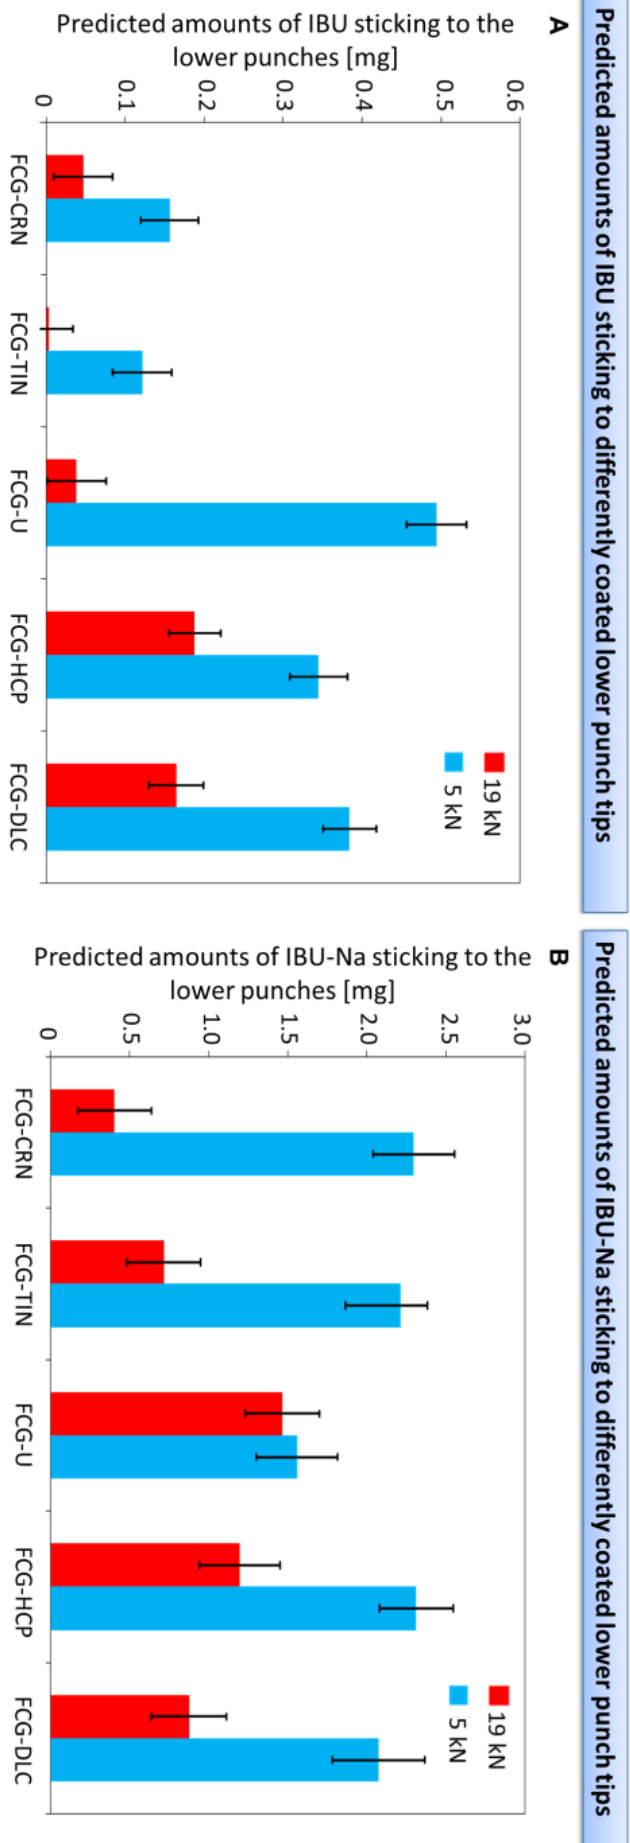 Predicted amounts of IBU sticking to differently coated lower punch tips
A
Predicted amounts of IBU sticking to the
lower punches [mg]
0.6
0.5
0.4
0.3
0.2
0.1
0
19 kN
5 kN
FCG-CRN
FCG-TIN
FCG-U
FCG-HCP
FCG-DLC
Predicted amounts of IBU-Na sticking to differently coated lower punch tips
B
Predicted amounts of IBU-Na sticking to the
lower punches [mg]
3.0
2.5
2.0
1.5
1.0
0.5
0
19 kN
5 kN
FCG-CRN
FCG-TIN
FCG-U
FCG-HCP
FCG-DLC